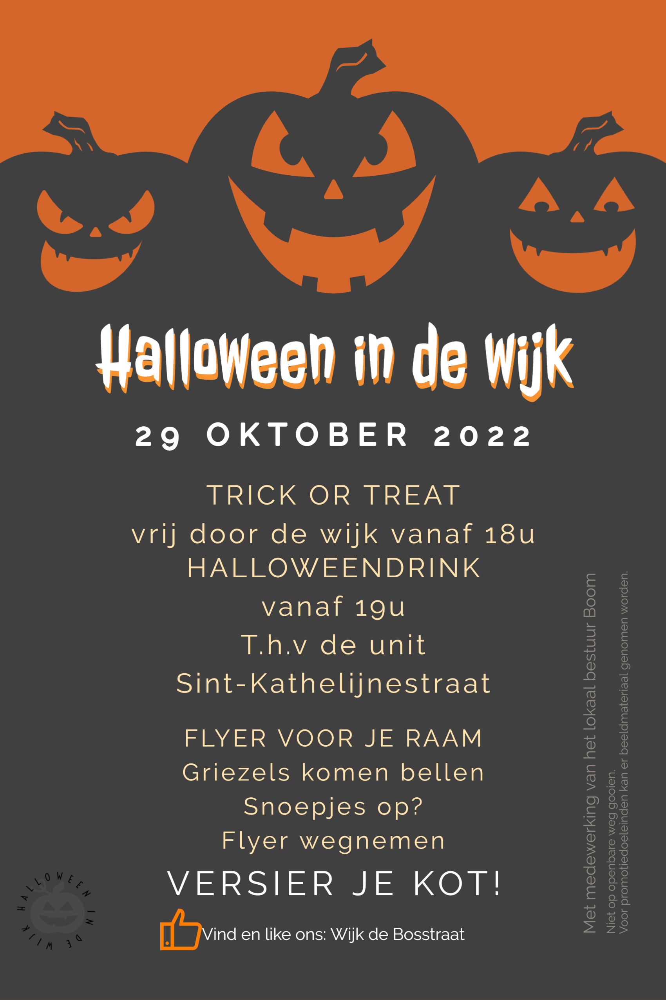 Halloween in de wijk
29 OKTOBER 2022
TRICK OR TREAT
vrij door de wijk vanaf 18u
HALLOWEENDRINK
vanaf 19u
T.h.v de unit
Sint-Kathelijnestraat
FLYER VOOR JE RAAM
Griezels komen bellen
Snoepjes op?
Flyer wegnemen
VERSIER JE KOT!
Vind en like ons: Wijk de Bosstraat
HALLOWEEN IN DE WIJK
Met medewerking van het lokaal bestuur Boom
Niet op openbare weg gooien.
Voor promotiedoeleinden kan er beeldmateriaal genomen worden.